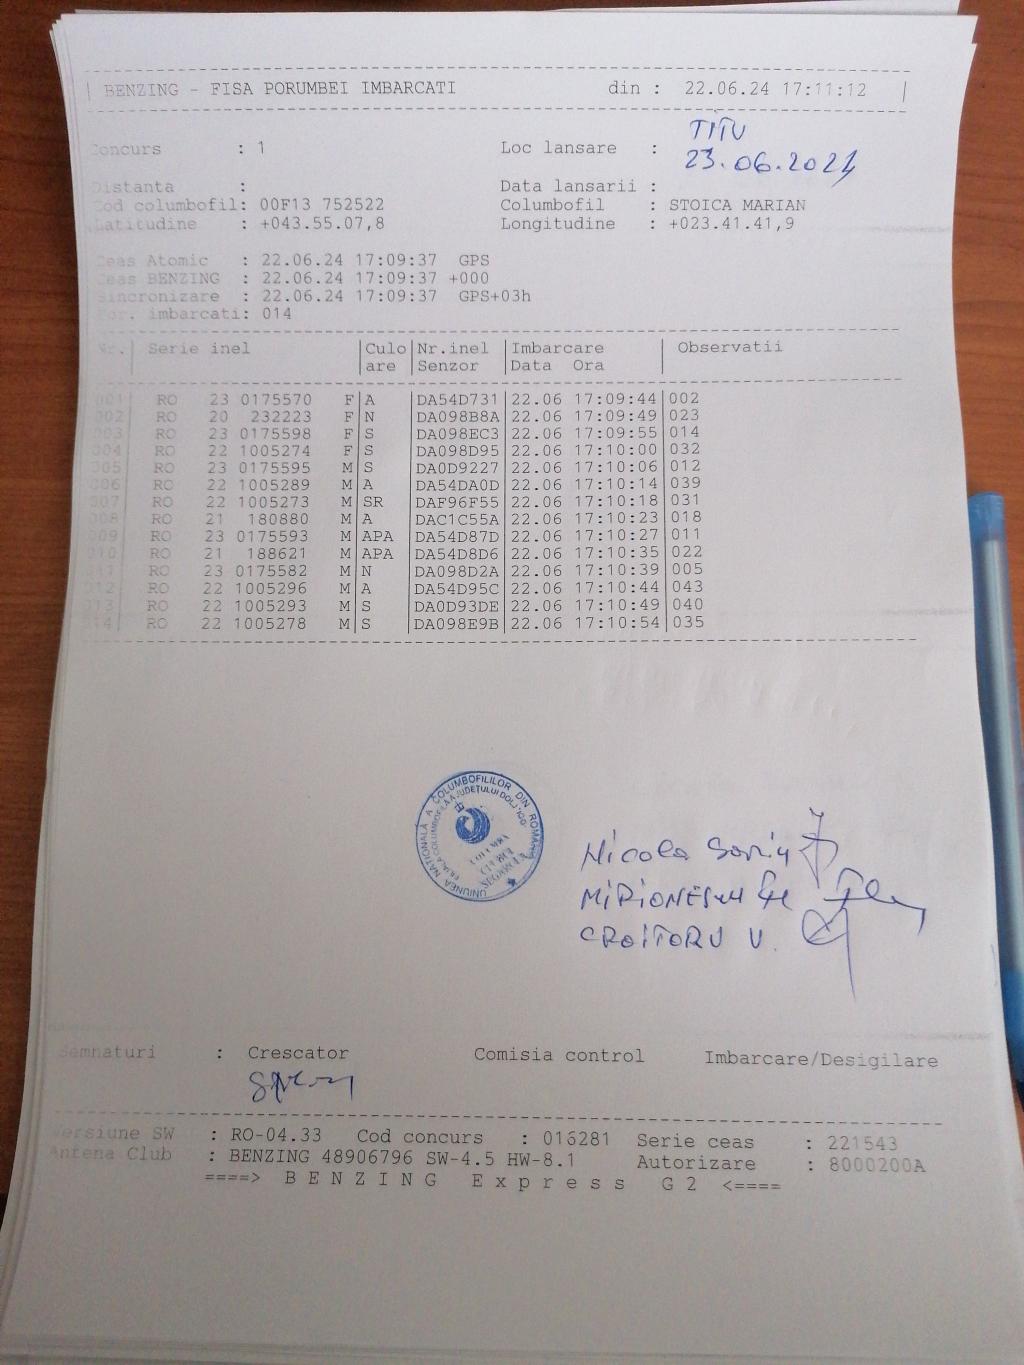 BENZING - FISA PORUMBEI IMBARCATI din : 22.06.24 17:11:12
Concurs : 1 Loc lansare : TITU
23.06.2024
Distanta : Data lansarii :
Cod columbofil: 00F13 752522 Columbofil : STOICA MARIAN
Latitudine : +043.55.07,8 Longitudine : +023.41.41,9
Ceas Atomic : 22.06.24 17:09:37 GPS
Ceas BENZING : 22.06.24 17:09:37 +000
Sincronizare : 22.06.24 17:09:37 GPS+03h
Por. imbarcati: 014
Nr. Serie inel Culo Nr.inel Imbarcare Observatii
are Senzor Data Ora
001 RO 23 0175570 F A DA54D731 22.06 17:09:44 002
002 RO 20 232223 F N DA098B8A 22.06 17:09:49 023
003 RO 23 0175598 F S DA098EC3 22.06 17:09:55 014
004 RO 22 1005274 F S DA098D95 22.06 17:10:00 032
005 RO 23 0175595 M S DA0D9227 22.06 17:10:06 012
006 RO 22 1005289 M A DA54DA0D 22.06 17:10:14 039
007 RO 22 1005273 M SR DAF96F55 22.06 17:10:18 031
008 RO 21 180880 M A DAC1C55A 22.06 17:10:23 018
009 RO 23 0175593 M APA DA54D87D 22.06 17:10:27 011
010 RO 21 188621 M APA DA54D8D6 22.06 17:10:35 022
011 RO 23 0175582 M N DA098D2A 22.06 17:10:39 005
012 RO 22 1005296 M A DA54D95C 22.06 17:10:44 043
013 RO 22 1005293 M S DA0D93DE 22.06 17:10:49 040
014 RO 22 1005278 M S DA098E9B 22.06 17:10:54 035
UNIUNEA NAȚIONALĂ A COLUMBOFILILOR DIN ROMÂNIA
FILIALA COLUMBOFILĂ A JUDEȚULUI DOLJ
COLUMBA
SEGARCEA
Nicola Sorin
MIRIONESCU
CROITORU V.
Semnaturi : Crescator Comisia control Imbarcare/Desigilare
Versiune SW : RO-04.33 Cod concurs : 016281 Serie ceas : 221543
Antena Club : BENZING 48906796 SW-4.5 HW-8.1 Autorizare : 8000200A
====> B E N Z I N G E x p r e s s G 2 <====